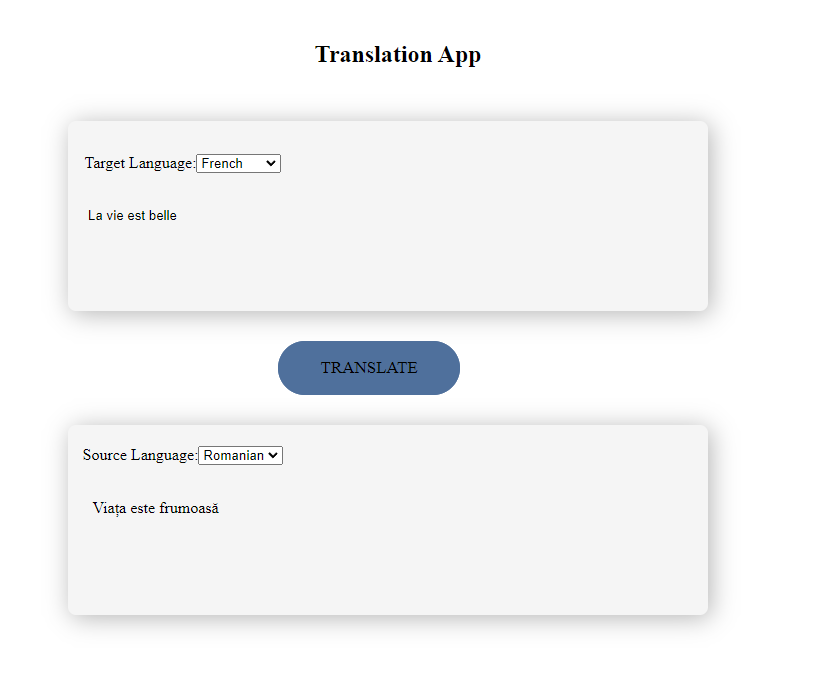 Translation App
Target Language: French
La vie est belle
TRANSLATE
Source Language: Romanian
Viața este frumoasă